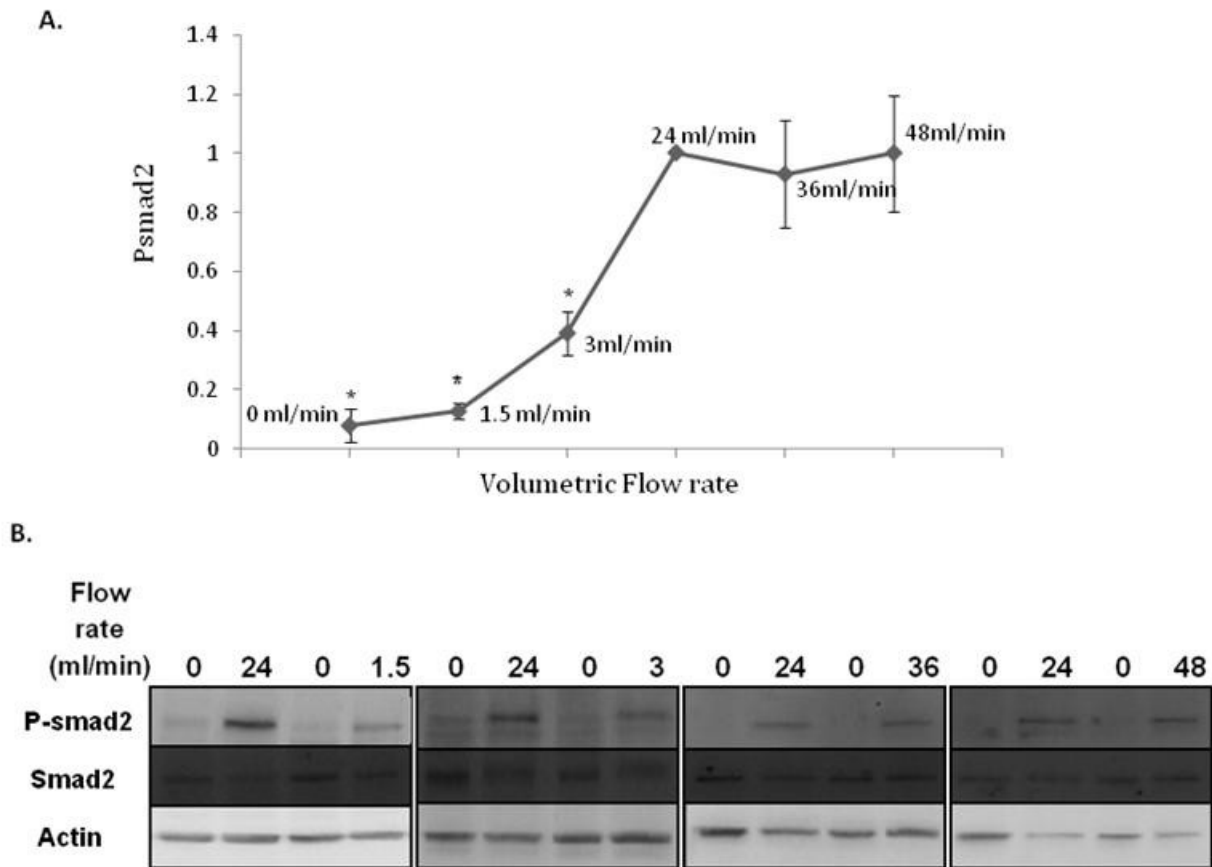 A.
1.4
1.2
1
0.8
0.6
0.4
0.2
0
Psmad2
0 ml/min
*
*
1.5 ml/min
*
3ml/min
24 ml/min
36ml/min
48ml/min
Volumetric Flow rate
B.
Flow
rate
(ml/min) 0 24 0 1.5 0 24 0 3 0 24 0 36 0 24 0 48
P-smad2
Smad2
Actin